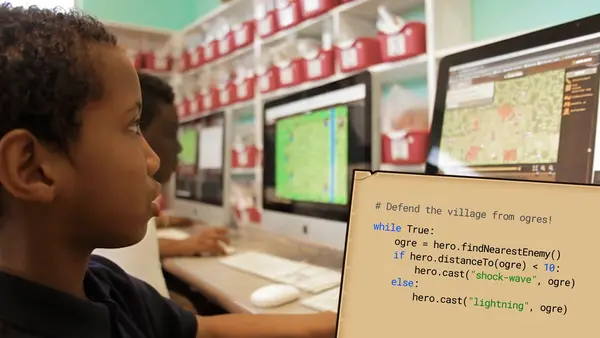 # Defend the village from ogres!
while True:
ogre = hero.findNearestEnemy()
if hero.distanceTo(ogre) < 10:
hero.cast("shock-wave", ogre)
else:
hero.cast("lightning", ogre)